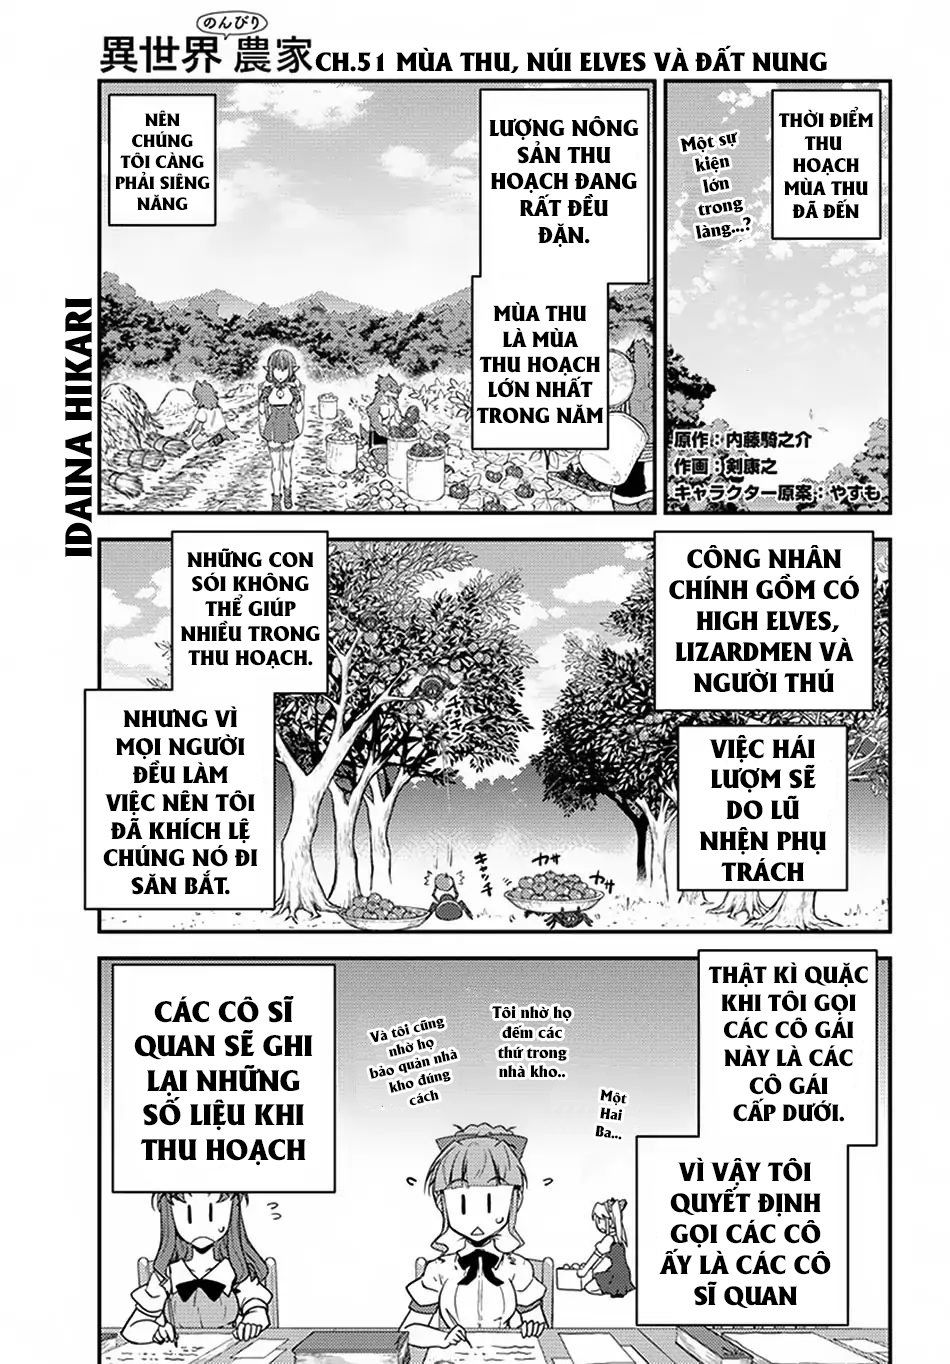 のんびり
異世界 農家 CH.51 MÙA THU, NÚI ELVES VÀ ĐẤT NUNG
THỜI ĐIỂM
THU
HOẠCH
MÙA THU
ĐÃ ĐẾN
Một sự
kiện
lớn
trong
làng...?
原作：内藤騎之介
作画：剣康之
キャラクター原案：やすも
LƯỢNG NÔNG
SẢN THU
HOẠCH ĐANG
RẤT ĐỀU
ĐẶN.
MÙA THU
LÀ MÙA
THU HOẠCH
LỚN NHẤT
TRONG NĂM
NÊN
CHÚNG
TÔI CÀNG
PHẢI SIÊNG
NĂNG
IDAINA HIKARI
CÔNG NHÂN
CHÍNH GỒM CÓ
HIGH ELVES,
LIZARDMEN VÀ
NGƯỜI THÚ
VIỆC HÁI
LƯỢM SẼ
DO LŨ
NHỆN PHỤ
TRÁCH
カサ
カサ
キャッ
キャッ
NHỮNG CON
SÓI KHÔNG
THỂ GIÚP
NHIỀU TRONG
THU HOẠCH.
NHƯNG VÌ
MỌI NGƯỜI
ĐỀU LÀM
VIỆC NÊN TÔI
ĐÃ KHÍCH LỆ
CHÚNG NÓ ĐI
SĂN BẮT.
THẬT KÌ QUẶC
KHI TÔI GỌI
CÁC CÔ GÁI
NÀY LÀ CÁC
CÔ GÁI
CẤP DƯỚI.
VÌ VẬY TÔI
QUYẾT ĐỊNH
GỌI CÁC CÔ
ẤY LÀ CÁC CÔ
SĨ QUAN
Một
Hai
Ba...
Tôi nhờ họ
đếm các
thứ trong
nhà kho..
Và tôi cũng
nhờ họ
bảo quản nhà
kho đúng
cách
CÁC CÔ SĨ
QUAN SẼ GHI
LẠI NHỮNG
SỐ LIỆU KHI
THU HOẠCH